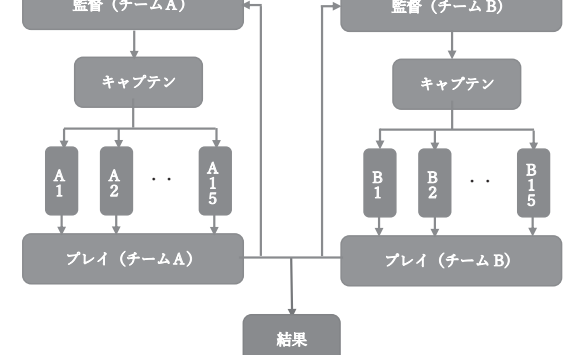 監督（チームA）
監督（チームB）
キャプテン
キャプテン
A1
A2
・・
A15
B1
B2
・・
B15
プレイ（チームA）
プレイ（チームB）
結果